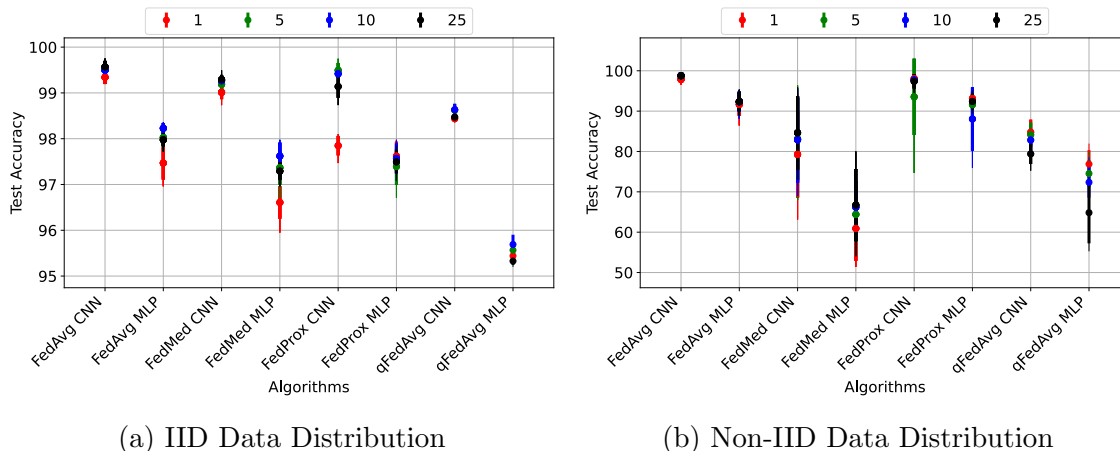 1 5 10 25
100
99
98
97
96
95
Test Accuracy
FedAvg CNN
FedAvg MLP
FedMed CNN
FedMed MLP
FedProx CNN
FedProx MLP
qFedAvg CNN
qFedAvg MLP
Algorithms
(a) IID Data Distribution
1 5 10 25
100
90
80
70
60
50
Test Accuracy
FedAvg CNN
FedAvg MLP
FedMed CNN
FedMed MLP
FedProx CNN
FedProx MLP
qFedAvg CNN
qFedAvg MLP
Algorithms
(b) Non-IID Data Distribution